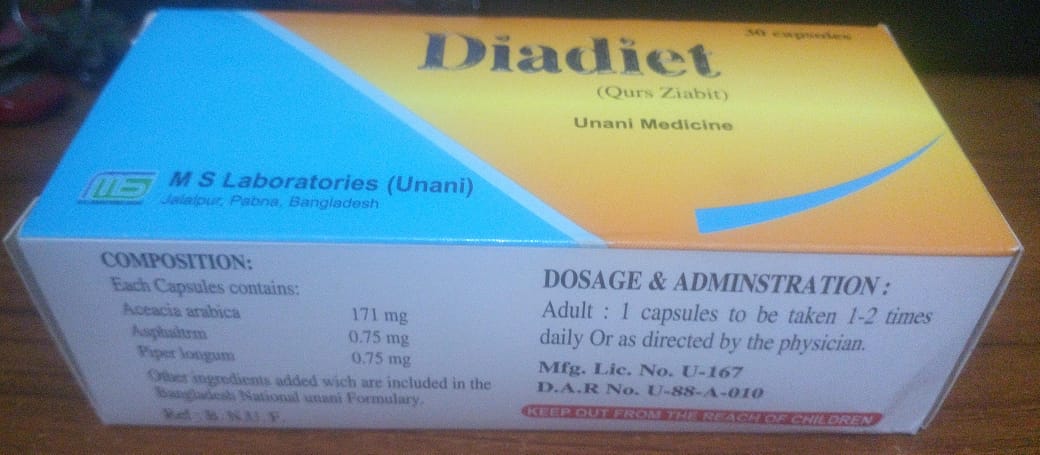 Diadiet
30 capsules
(Qurs Ziabit)
Unani Medicine
M S Laboratories (Unani)
Jalalpur, Pabna, Bangladesh
COMPOSITION:
Each Capsules contains:
Aceacia arabica 171 mg
Asphaltrm 0.75 mg
Piper longum 0.75 mg
Other ingredients added wich are included in the
Bangladesh National unani Formulary.
Ref : B. N.U. F
DOSAGE & ADMINSTRATION :
Adult : 1 capsules to be taken 1-2 times
daily Or as directed by the physician.
Mfg. Lic. No. U-167
D.A.R No. U-88-A-010
KEEP OUT FROM THE REACH OF CHILDREN